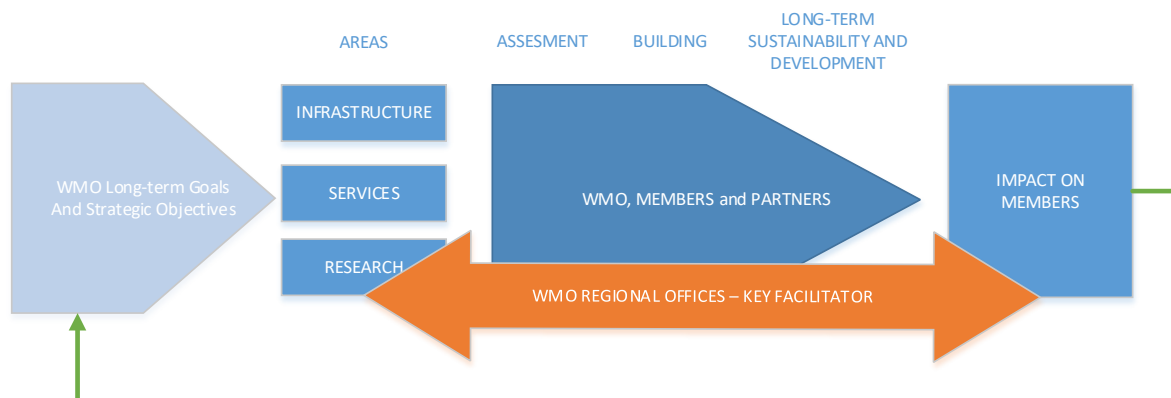 AREAS
ASSESMENT
BUILDING
LONG-TERM
SUSTAINABILITY AND
DEVELOPMENT
WMO Long-term Goals
And Strategic Objectives
INFRASTRUCTURE
SERVICES
RESEARCH
WMO, MEMBERS and PARTNERS
IMPACT ON
MEMBERS
WMO REGIONAL OFFICES – KEY FACILITATOR